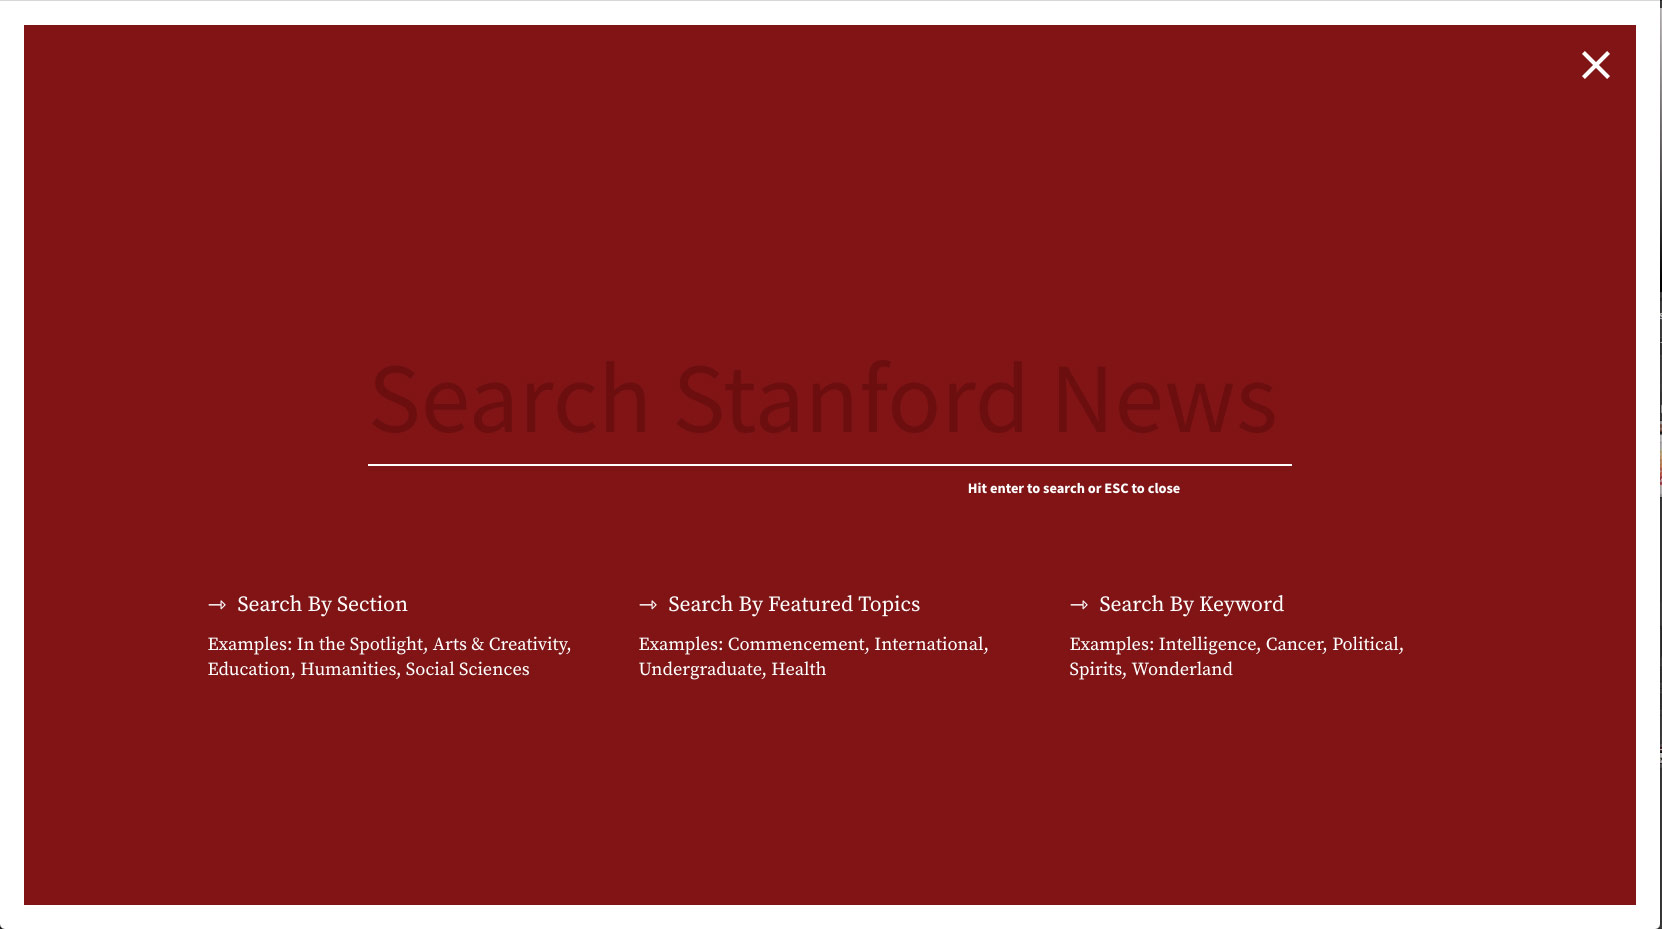 Search Stanford News
Hit enter to search or ESC to close
⇾ Search By Section
Examples: In the Spotlight, Arts & Creativity,
Education, Humanities, Social Sciences
⇾ Search By Featured Topics
Examples: Commencement, International,
Undergraduate, Health
⇾ Search By Keyword
Examples: Intelligence, Cancer, Political,
Spirits, Wonderland